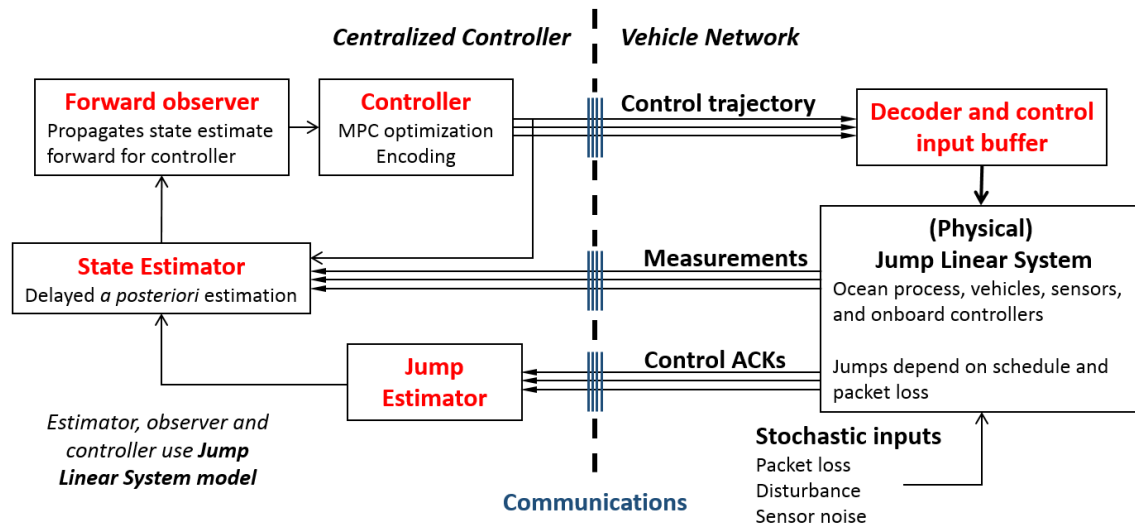 Centralized Controller
Vehicle Network
Forward observer
Propagates state estimate
forward for controller
Controller
MPC optimization
Encoding
Control trajectory
Decoder and control
input buffer
State Estimator
Delayed a posteriori estimation
Measurements
(Physical)
Jump Linear System
Ocean process, vehicles, sensors,
and onboard controllers
Jumps depend on schedule and
packet loss
Jump
Estimator
Control ACKs
Estimator, observer and
controller use Jump
Linear System model
Stochastic inputs
Packet loss
Disturbance
Sensor noise
Communications